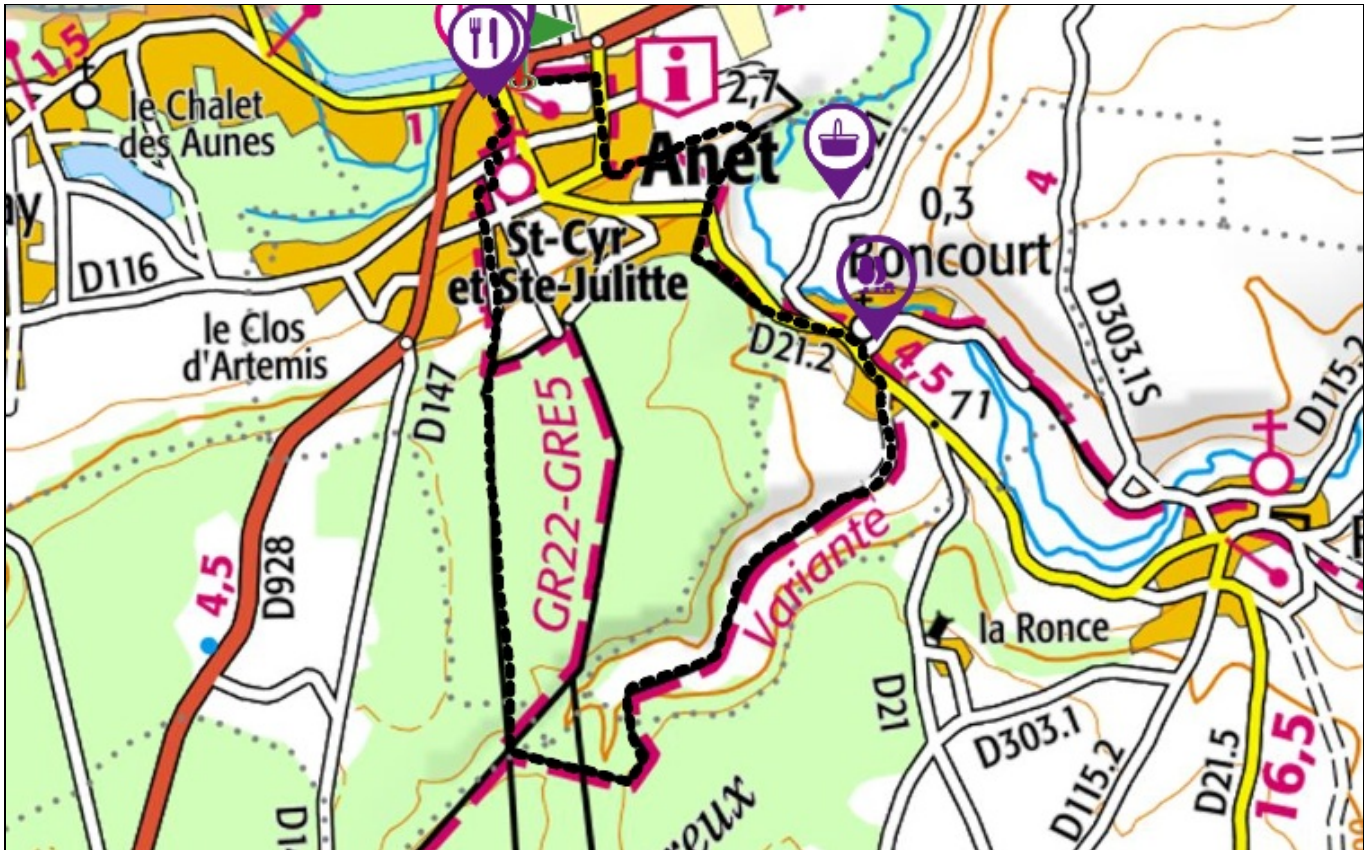 1,5
le Chalet
des Aunes
1
i
2,7
Anet
4
ay
D116
0,3
St-Cyr
et Ste-Julitte
Boncourt
le Clos
d'Artemis
D147
D21.2
4,5
71
D303.1S
D115.2
GR22-GRE5
Variante
4,5
D928
la Ronce
D21
D303.1
D115.2
D21.5
16,5
reux